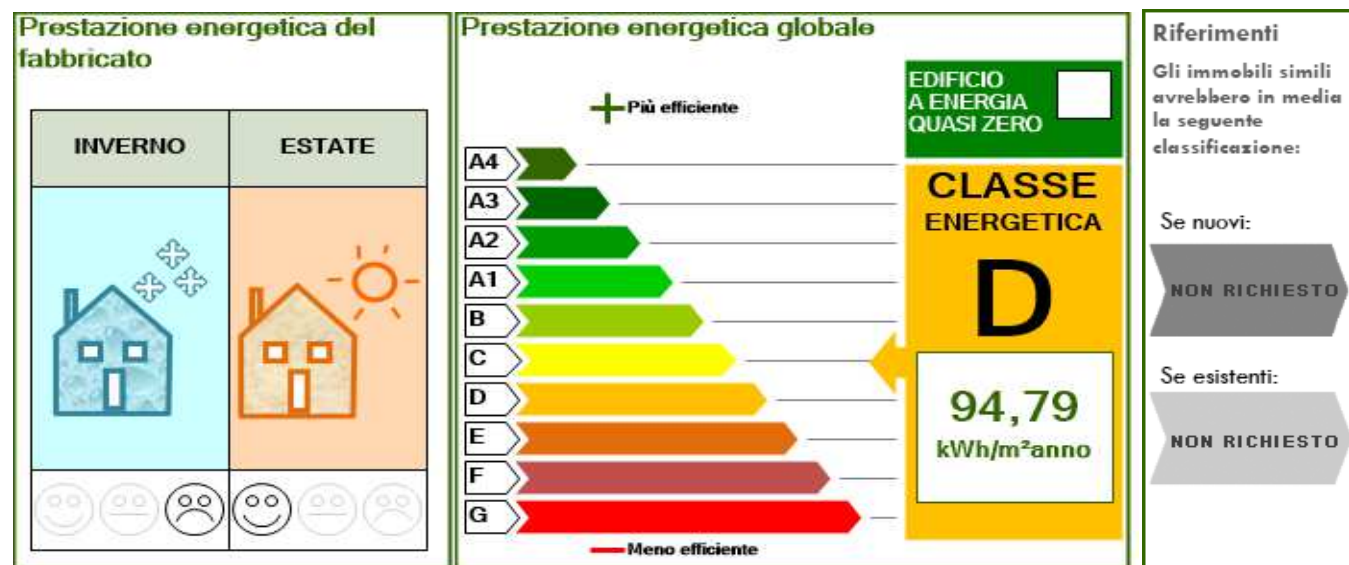 Prestazione energetica del
fabbricato
INVERNO
ESTATE
Prestazione energetica globale
Più efficiente
A4
A3
A2
A1
B
C
D
E
F
G
Meno efficiente
EDIFICIO
A ENERGIA
QUASI ZERO
CLASSE
ENERGETICA
D
94,79
kWh/m²anno
Riferimenti
Gli immobili simili
avrebbero in media
la seguente
classificazione:
Se nuovi:
NON RICHIESTO
Se esistenti:
NON RICHIESTO